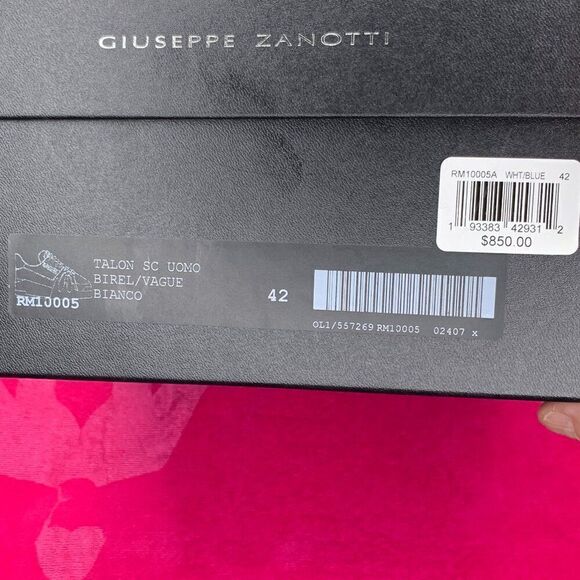 GIUSEPPE ZANOTTI
RM10005A WHT/BLUE 42
1 93383 42931 2
$850.00
TALON SC UOMO
BIREL/VAGUE
BIANCO 42
RM10005
OL1/557269 RM10005 02407 x